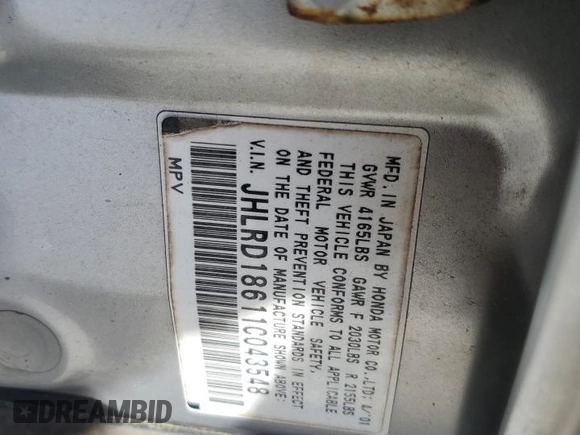 MFD. IN JAPAN BY HONDA MOTOR CO.,LTD:
GVWR 4165LBS GAWR F 2030LBS R 2155LBS
THIS VEHICLE CONFORMS TO ALL APPLICABLE
FEDERAL MOTOR VEHICLE SAFETY,
AND THEFT PREVENTION STANDARDS IN EFFECT
ON THE DATE OF MANUFACTURE SHOWN ABOVE:
V.I.N. JHLRD18611C043548
MPV
DREAMBID
.com